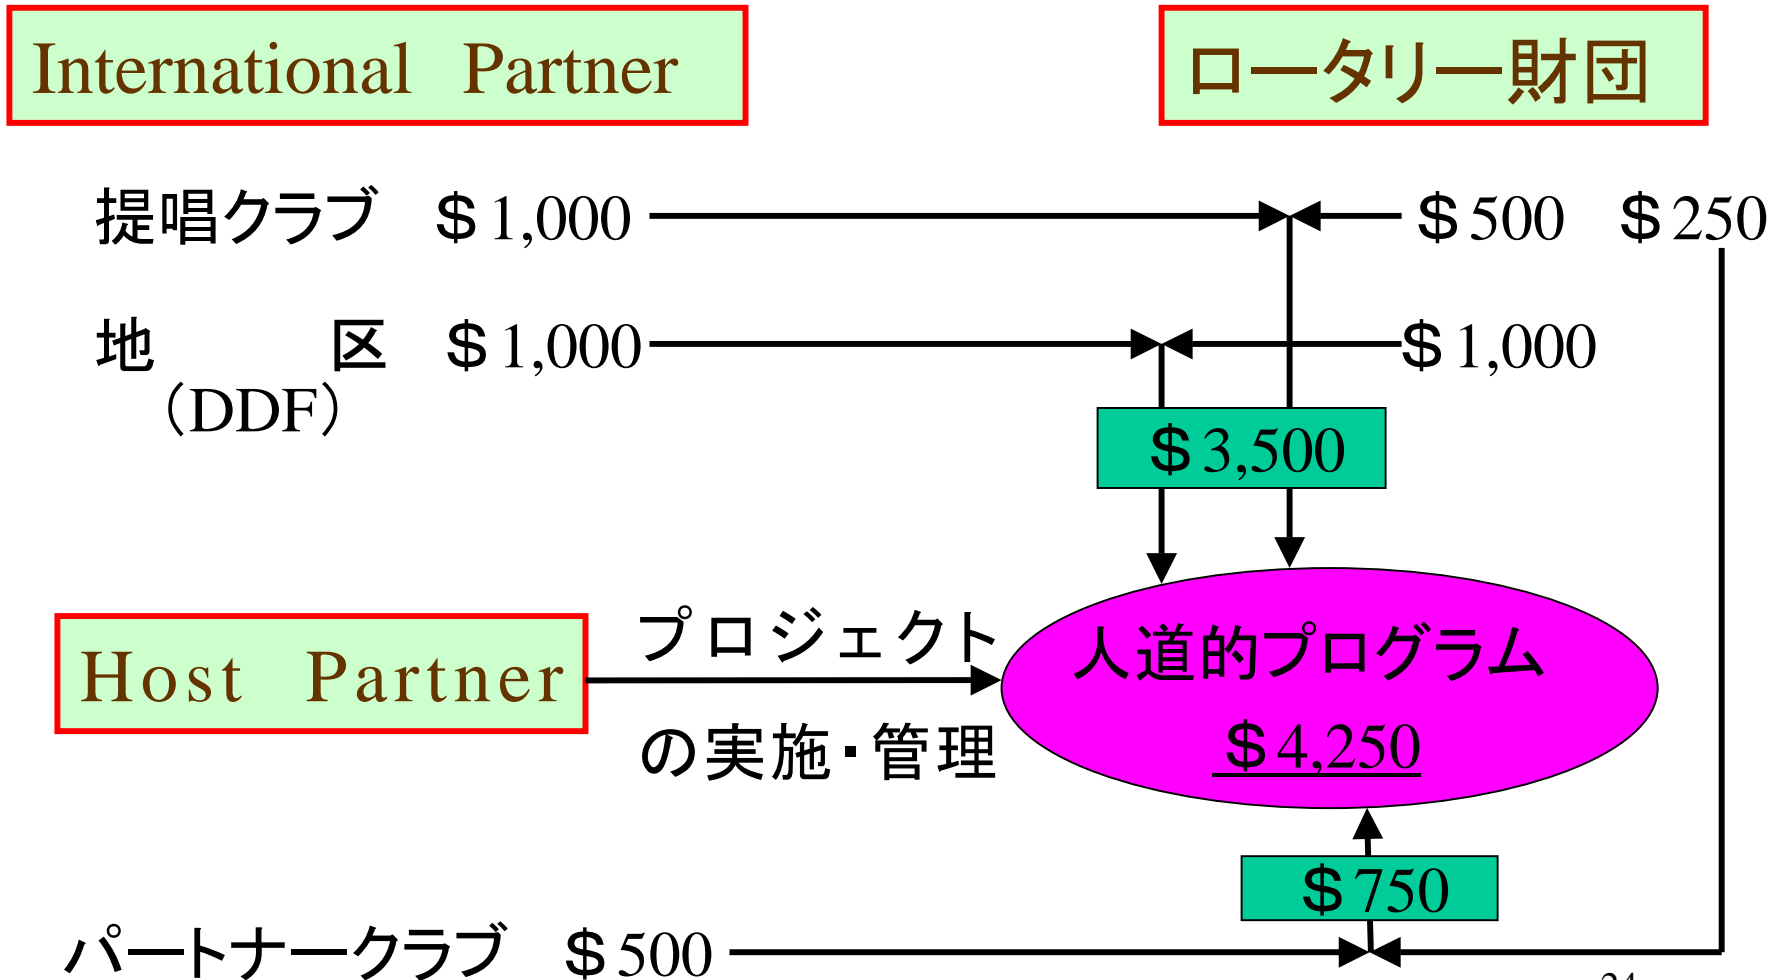 International Partner
ロータリー財団
提唱クラブ ＄1,000
＄500 ＄250
地 区 ＄1,000
＄1,000
（DDF）
＄3,500
プロジェクト
Host Partner
の実施・管理
人道的プログラム
＄4,250
＄750
パートナークラブ ＄500